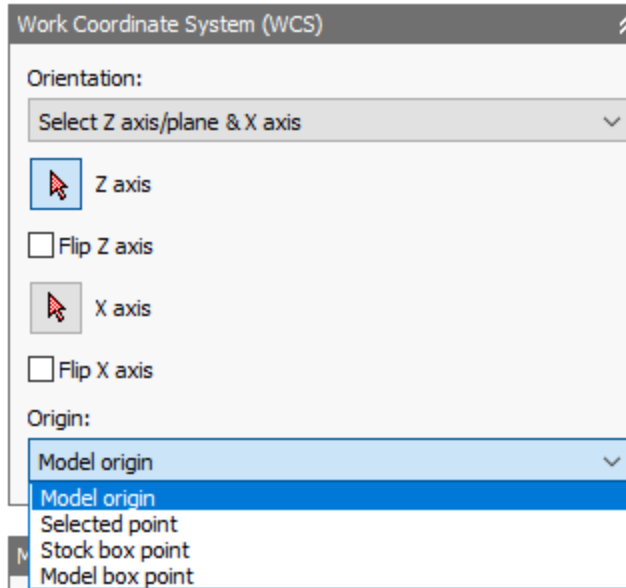 Work Coordinate System (WCS)
Orientation:
Select Z axis/plane & X axis
Z axis
Flip Z axis
X axis
Flip X axis
Origin:
Model origin
Model origin
Selected point
Stock box point
Model box point